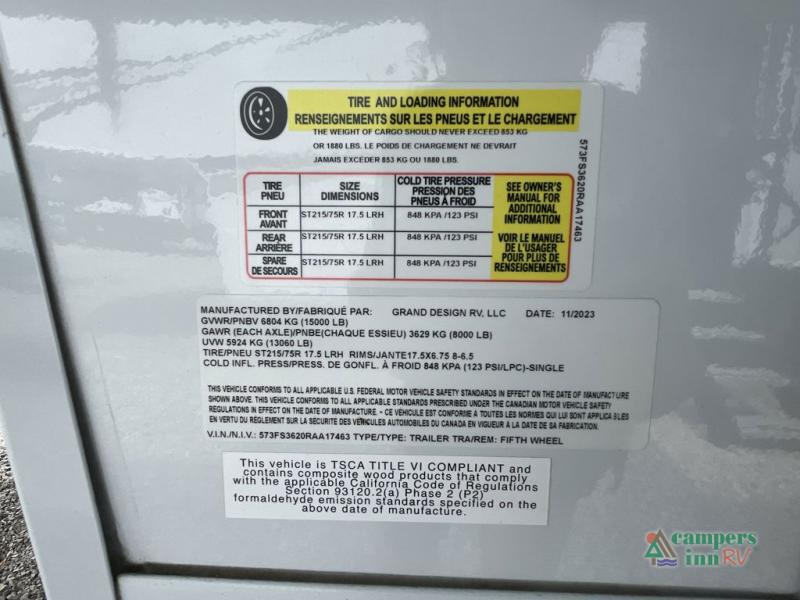 TIRE AND LOADING INFORMATION
RENSEIGNEMENTS SUR LES PNEUS ET LE CHARGEMENT
THE WEIGHT OF CARGO SHOULD NEVER EXCEED 853 KG
OR 1880 LBS. LE POIDS DE CHARGEMENT NE DEVRAIT
JAMAIS EXCÉDER 853 KG OU 1880 LBS.
573FS3620RAA17463
TIRE
PNEU
SIZE
DIMENSIONS
COLD TIRE PRESSURE
PRESSION DES
PNEUS À FROID
FRONT
AVANT
ST215/75R 17.5 LRH
848 KPA /123 PSI
REAR
ARRIÈRE
ST215/75R 17.5 LRH
848 KPA /123 PSI
SPARE
DE SECOURS
ST215/75R 17.5 LRH
848 KPA /123 PSI
SEE OWNER'S
MANUAL FOR
ADDITIONAL
INFORMATION
VOIR LE MANUEL
DE L'USAGER
POUR PLUS DE
RENSEIGNEMENTS
MANUFACTURED BY/FABRIQUÉ PAR: GRAND DESIGN RV, LLC DATE: 11/2023
GVWR/PNBV 6804 KG (15000 LB)
GAWR (EACH AXLE)/PNBE(CHAQUE ESSIEU) 3629 KG (8000 LB)
UVW 5924 KG (13060 LB)
TIRE/PNEU ST215/75R 17.5 LRH RIMS/JANTE17.5X6.75 8-6.5
COLD INFL. PRESS/PRESS. DE GONFL. À FROID 848 KPA (123 PSI/LPC)-SINGLE
THIS VEHICLE CONFORMS TO ALL APPLICABLE U.S. FEDERAL MOTOR VEHICLE SAFETY STANDARDS IN EFFECT ON THE DATE OF MANUFACTURE
SHOWN ABOVE. THIS VEHICLE CONFORMS TO ALL APPLICABLE STANDARDS PRESCRIBED UNDER THE CANADIAN MOTOR VEHICLE SAFETY
REGULATIONS IN EFFECT ON THE DATE OF MANUFACTURE. - CE VÉHICULE EST CONFORME À TOUTES LES NORMES QUI LUI SONT APPLICABLES
EN VERTU DU RÈGLEMENT SUR LA SÉCURITÉ DES VÉHICULES AUTOMOBILES DU CANADA EN VIGUEUR À LA DATE DE SA FABRICATION.
V.I.N./N.I.V.: 573FS3620RAA17463 TYPE/TYPE: TRAILER TRA/REM: FIFTH WHEEL
This vehicle is TSCA TITLE VI COMPLIANT and
contains composite wood products that comply
with the applicable California Code of Regulations
Section 93120.2(a) Phase 2 (P2)
formaldehyde emission standards specified on the
above date of manufacture.
campers
inn RV